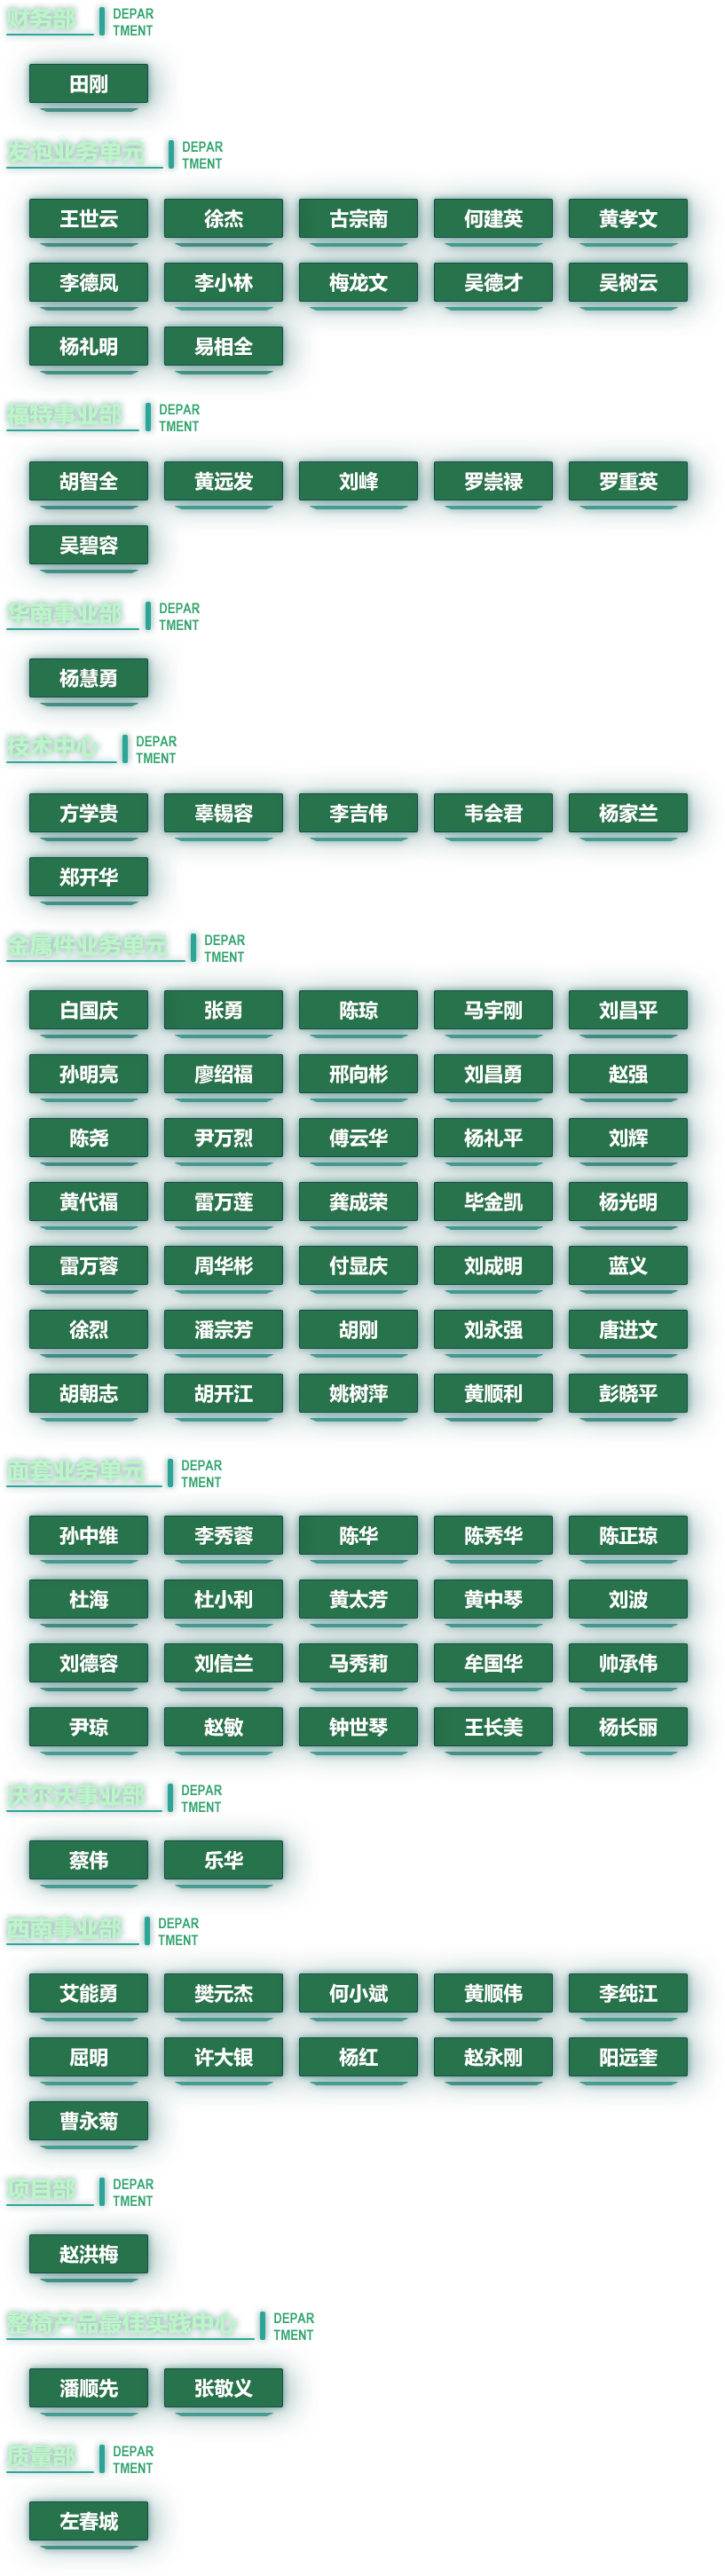 财务部 DEPAR
TMENT
田刚
发泡业务单元 DEPAR
TMENT
王世云 徐杰 古宗南 何建英 黄孝文
李德凤 李小林 梅龙文 吴德才 吴树云
杨礼明 易相全
福特事业部 DEPAR
TMENT
胡智全 黄远发 刘峰 罗崇禄 罗重英
吴碧容
华南事业部 DEPAR
TMENT
杨慧勇
技术中心 DEPAR
TMENT
方学贵 辜锡容 李吉伟 韦会君 杨家兰
郑开华
金属件业务单元 DEPAR
TMENT
白国庆 张勇 陈琼 马宇刚 刘昌平
孙明亮 廖绍福 邢向彬 刘昌勇 赵强
陈尧 尹万烈 傅云华 杨礼平 刘辉
黄代福 雷万莲 龚成荣 毕金凯 杨光明
雷万蓉 周华彬 付显庆 刘成明 蓝义
徐烈 潘宗芳 胡刚 刘永强 唐进文
胡朝志 胡开江 姚树萍 黄顺利 彭晓平
面套业务单元 DEPAR
TMENT
孙中维 李秀蓉 陈华 陈秀华 陈正琼
杜海 杜小利 黄太芳 黄中琴 刘波
刘德容 刘信兰 马秀莉 牟国华 帅承伟
尹琼 赵敏 钟世琴 王长美 杨长丽
沃尔沃事业部 DEPAR
TMENT
蔡伟 乐华
西南事业部 DEPAR
TMENT
艾能勇 樊元杰 何小斌 黄顺伟 李纯江
屈明 许大银 杨红 赵永刚 阳远奎
曹永菊
项目部 DEPAR
TMENT
赵洪梅
整椅产品最佳实践中心 DEPAR
TMENT
潘顺先 张敬义
质量部 DEPAR
TMENT
左春城